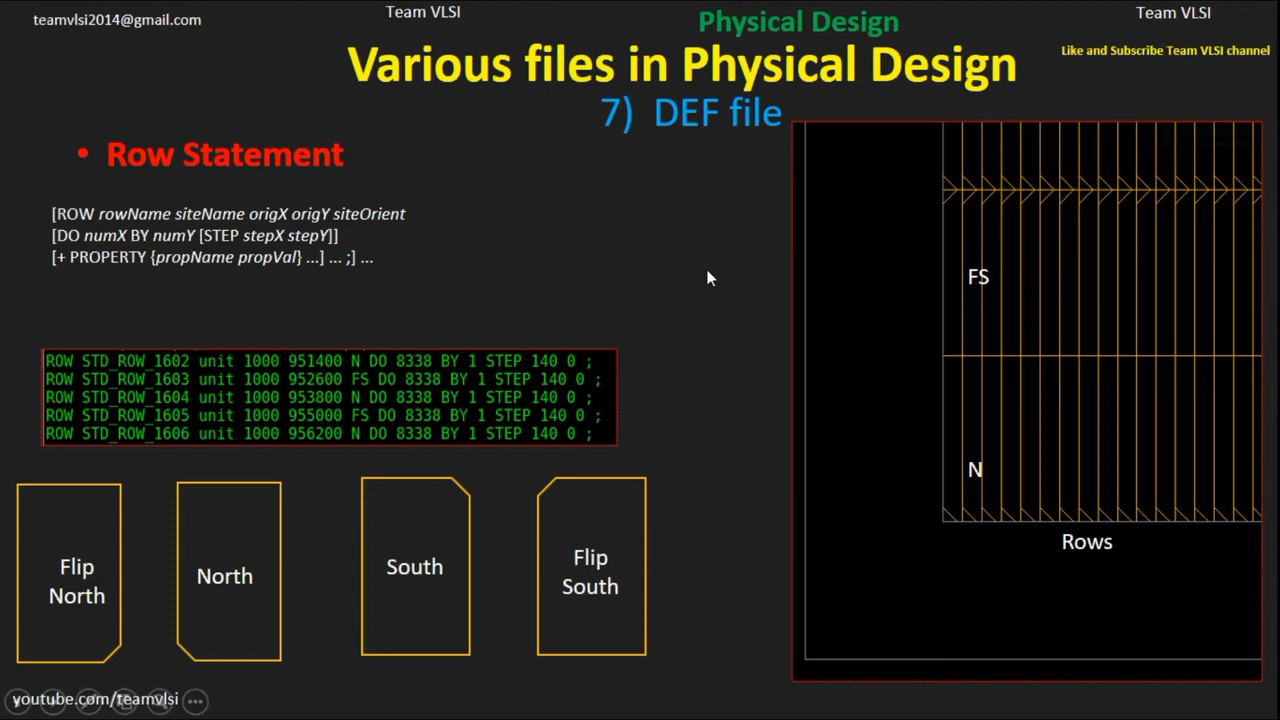 teamvlsi2014@gmail.com
Team VLSI
Physical Design
Team VLSI
Various files in Physical Design
Like and Subscribe Team VLSI channel
7) DEF file
• Row Statement
[ROW rowName siteName origX origY siteOrient
[DO numX BY numY [STEP stepX stepY]]
[+ PROPERTY {propName propVal} ...] ... ;] ...
ROW STD_ROW_1602 unit 1000 951400 N DO 8338 BY 1 STEP 140 0 ;
ROW STD_ROW_1603 unit 1000 952600 FS DO 8338 BY 1 STEP 140 0 ;
ROW STD_ROW_1604 unit 1000 953800 N DO 8338 BY 1 STEP 140 0 ;
ROW STD_ROW_1605 unit 1000 955000 FS DO 8338 BY 1 STEP 140 0 ;
ROW STD_ROW_1606 unit 1000 956200 N DO 8338 BY 1 STEP 140 0 ;
Flip
North
North
South
Flip
South
FS
N
Rows
youtube.com/teamvlsi